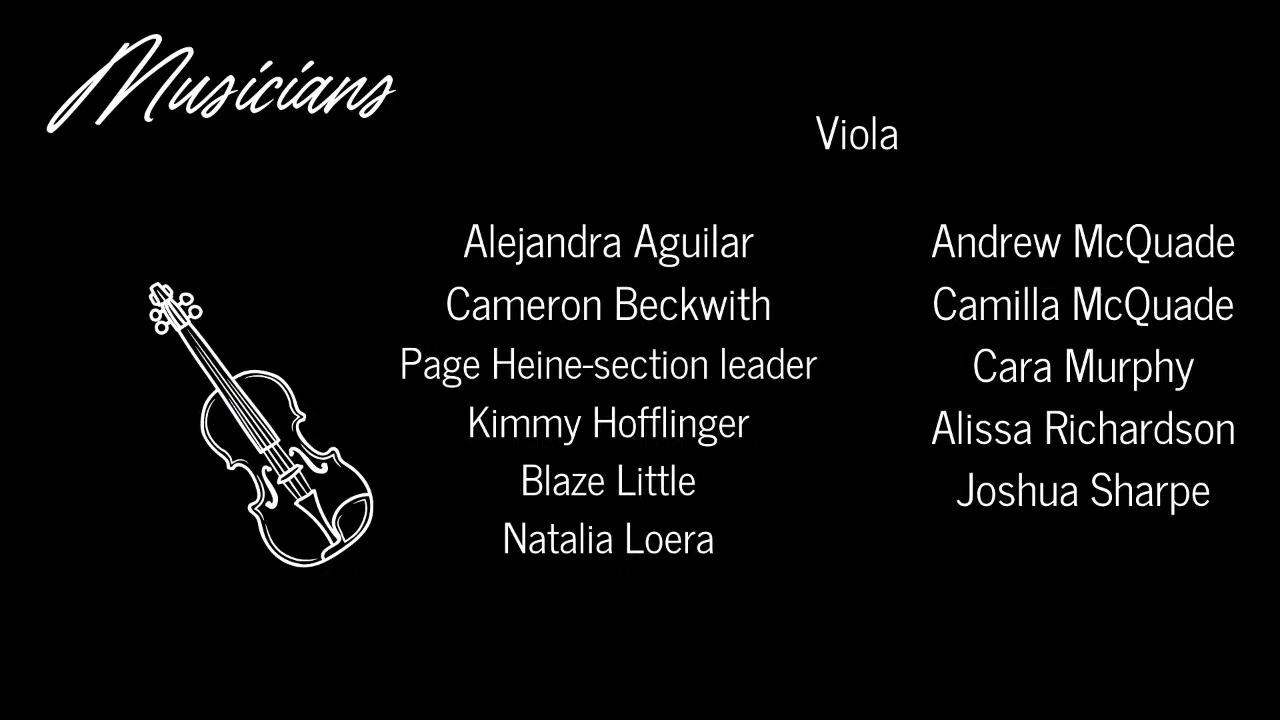 Musicians
Viola
Alejandra Aguilar
Cameron Beckwith
Page Heine-section leader
Kimmy Hofflinger
Blaze Little
Natalia Loera
Andrew McQuade
Camilla McQuade
Cara Murphy
Alissa Richardson
Joshua Sharpe